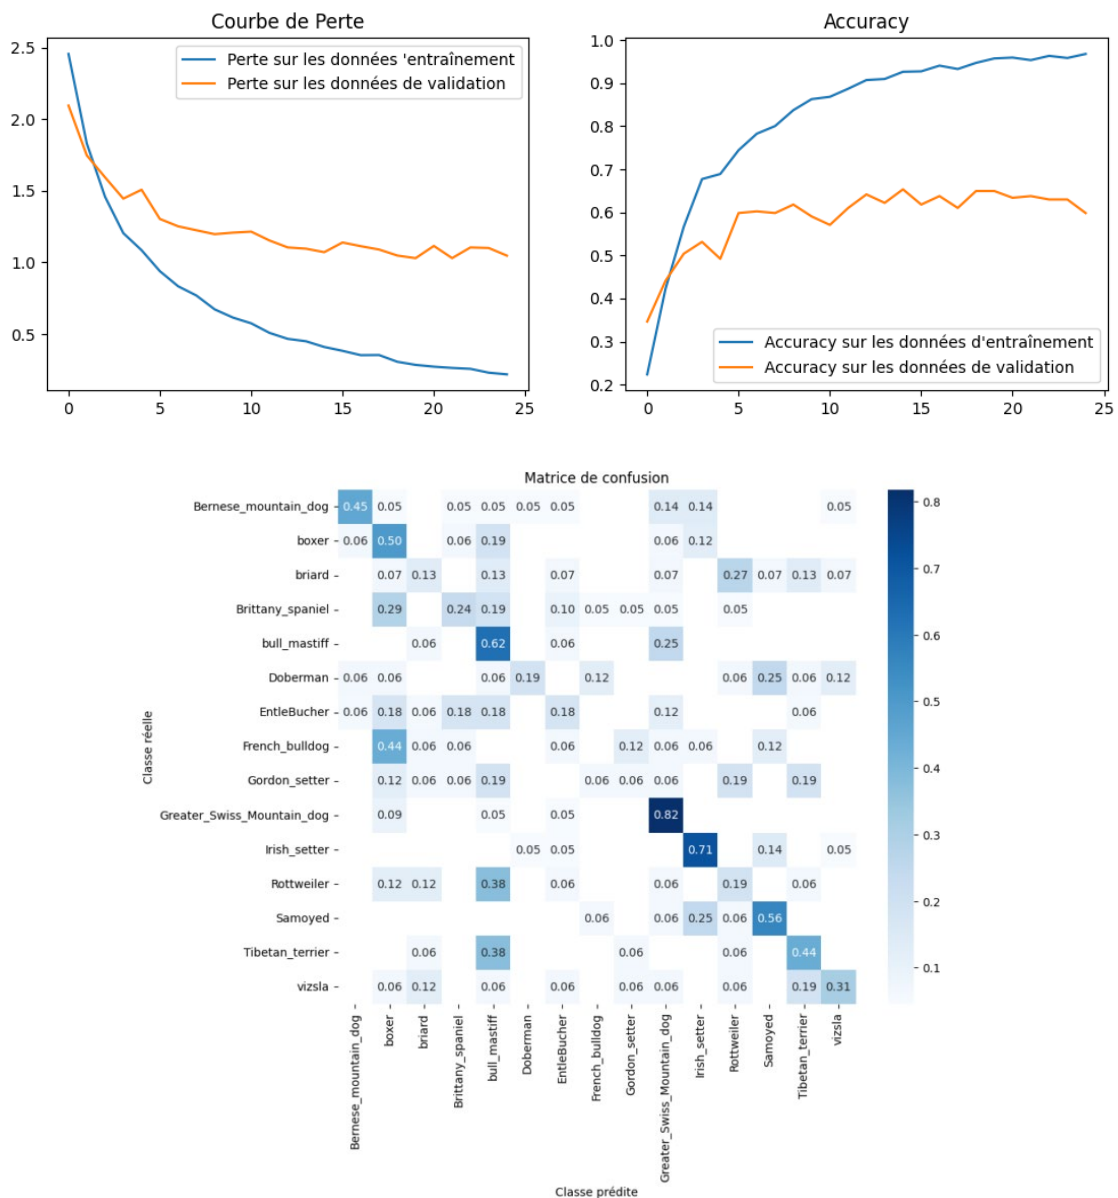 Courbe de Perte
Perte sur les données 'entraînement
Perte sur les données de validation
2.5
2.0
1.5
1.0
0.5
0 5 10 15 20 25
Accuracy
1.0
0.9
0.8
0.7
0.6
0.5
0.4
0.3
0.2
Accuracy sur les données d'entraînement
Accuracy sur les données de validation
0 5 10 15 20 25
Matrice de confusion
Classe réelle
Bernese_mountain_dog 0.45 0.05 0.05 0.05 0.05 0.05 0.14 0.14 0.05
boxer 0.06 0.50 0.06 0.19 0.06 0.12
briard 0.07 0.13 0.13 0.07 0.07 0.27 0.07 0.13 0.07
Brittany_spaniel 0.29 0.24 0.19 0.10 0.05 0.05 0.05 0.05
bull_mastiff 0.06 0.62 0.06 0.25
Doberman 0.06 0.06 0.06 0.19 0.12 0.06 0.25 0.06 0.12
EntleBucher 0.06 0.18 0.06 0.18 0.18 0.18 0.12 0.06
French_bulldog 0.44 0.06 0.06 0.06 0.12 0.06 0.06 0.12
Gordon_setter 0.12 0.06 0.06 0.19 0.06 0.06 0.06 0.19 0.19
Greater_Swiss_Mountain_dog 0.09 0.05 0.05 0.82
Irish_setter 0.05 0.05 0.71 0.14 0.05
Rottweiler 0.12 0.12 0.38 0.06 0.06 0.19 0.06
Samoyed 0.06 0.06 0.25 0.06 0.56
Tibetan_terrier 0.06 0.38 0.06 0.06 0.44
vizsla 0.06 0.12 0.06 0.06 0.06 0.06 0.06 0.19 0.31
Bernese_mountain_dog
boxer
briard
Brittany_spaniel
bull_mastiff
Doberman
EntleBucher
French_bulldog
Gordon_setter
Greater_Swiss_Mountain_dog
Irish_setter
Rottweiler
Samoyed
Tibetan_terrier
vizsla
Classe prédite
0.8
0.7
0.6
0.5
0.4
0.3
0.2
0.1